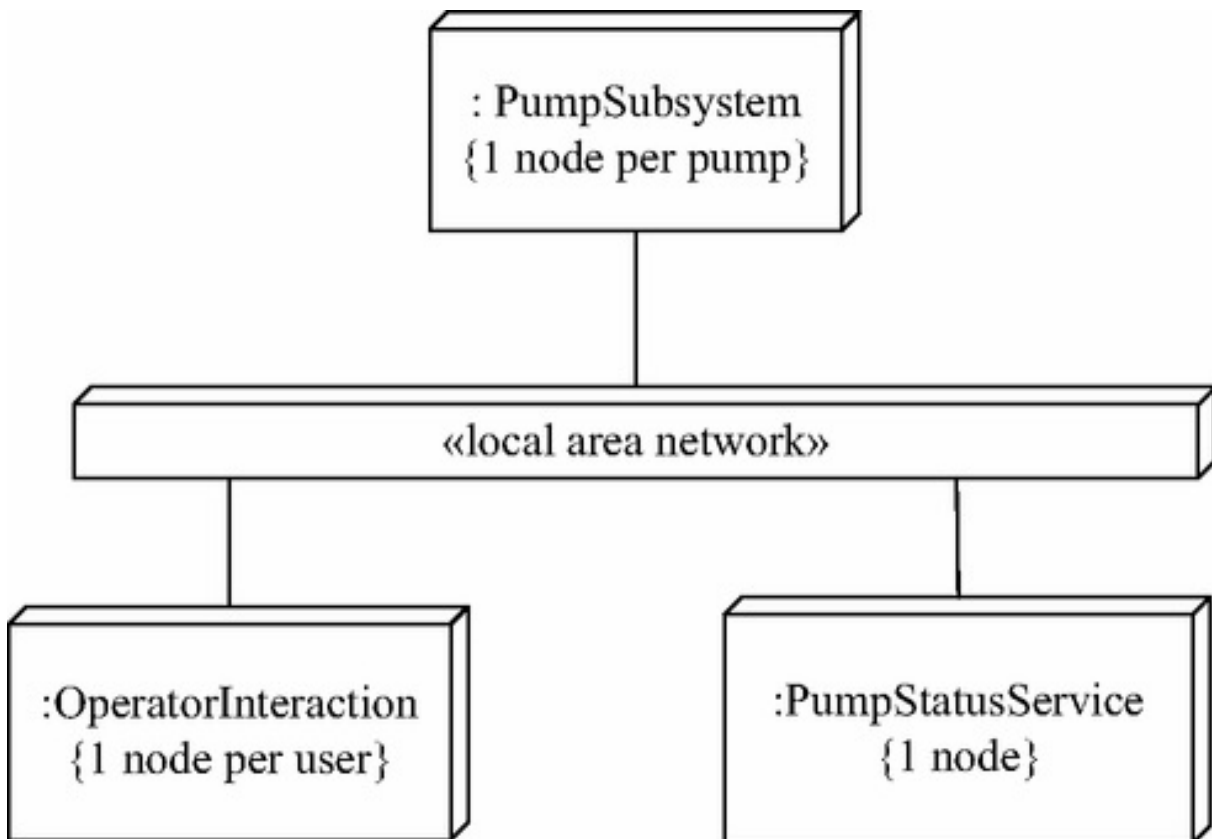 : PumpSubsystem
{1 node per pump}
«local area network»
:OperatorInteraction
{1 node per user}
:PumpStatusService
{1 node}